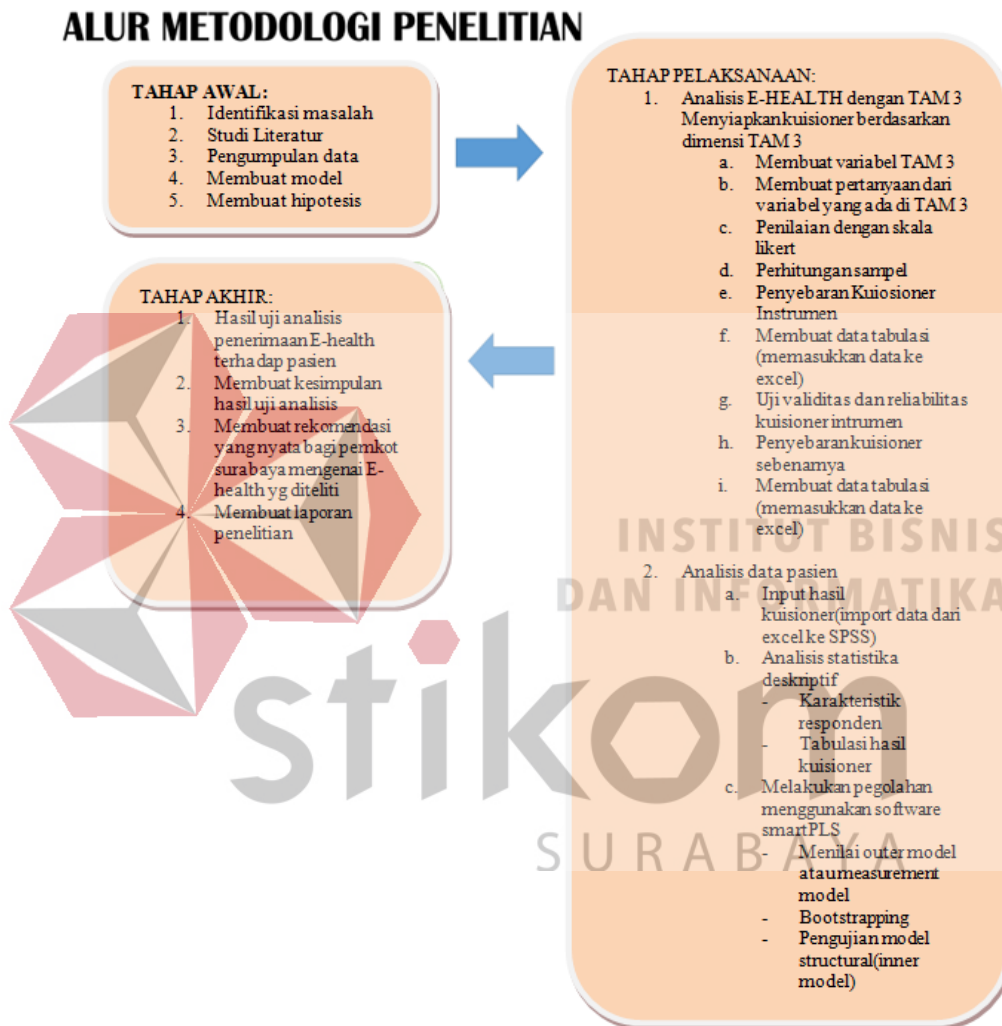 ALUR METODOLOGI PENELITIAN
TAHAP AWAL:
1. Identifikasi masalah
2. Studi Literatur
3. Pengumpulan data
4. Membuat model
5. Membuat hipotesis
TAHAP PELAKSANAAN:
1. Analisis E-HEALTH dengan TAM 3
Menyiapkan kuisioner berdasarkan
dimensi TAM 3
a. Membuat variabel TAM 3
b. Membuat pertanyaan dari
variabel yang ada di TAM 3
c. Penilaian dengan skala
likert
d. Perhitungan sampel
e. Penyebaran Kuiosioner
Instrumen
f. Membuat data tabulasi
(memasukkan data ke
excel)
g. Uji validitas dan reliabilitas
kuisioner intrumen
h. Penyebaran kuisioner
sebenarnya
i. Membuat data tabulasi
(memasukkan data ke
excel)
2. Analisis data pasien
a. Input hasil
kuisioner(import data dari
excel ke SPSS)
b. Analisis statistika
deskriptif
- Karakteristik
responden
- Tabulasi hasil
kuisioner
c. Melakukan pegolahan
menggunakan software
smartPLS
- Menilai outer model
atau measurement
model
- Bootstrapping
- Pengujian model
structural(inner
model)
TAHAP AKHIR:
1. Hasil uji analisis
penerimaan E-health
terhadap pasien
2. Membuat kesimpulan
hasil uji analisis
3. Membuat rekomendasi
yang nyata bagi pemkot
surabaya mengenai E-
health yg diteliti
4. Membuat laporan
penelitian
INSTITUT BISNIS
DAN INFORMATIKA
stikom
SURABAYA